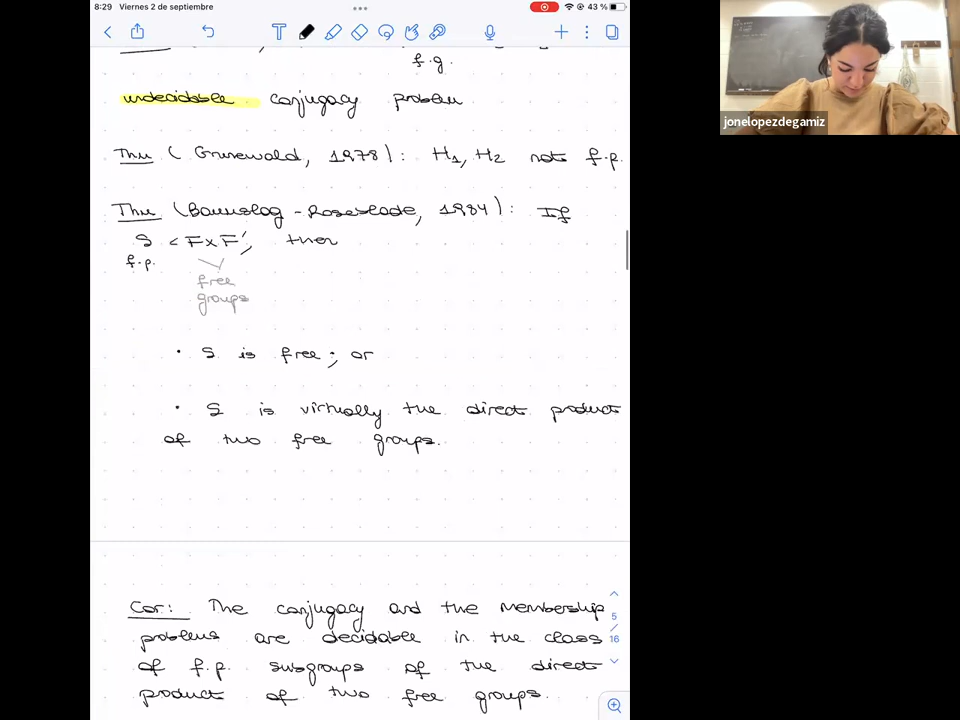 8:29 Viernes 2 de septiembre
43 %
jonelopezdegamiz
f.g.
undecidable conjugacy problem
Thm (Grunewald, 1978): H1, H2 not f.p.
Thm (Baumslag - Roseblade, 1984): If
S < F x F', then
f.p.
free
groups
• S is free; or
• S is virtually the direct product
of two free groups.
Cor: The conjugacy and the membership
problems are decidable in the class
of f.p. subgroups of the direct
product of two free groups.
5
/
16